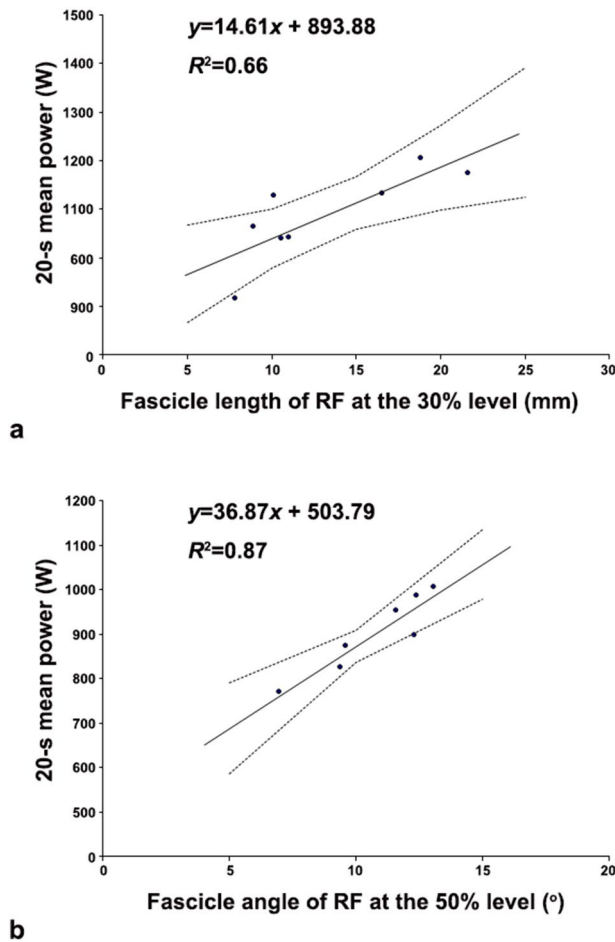 y=14.61x + 893.88
R²=0.66
20-s mean power (W)
1500
1400
1300
1200
1100
600
900
0
0 5 10 15 20 25 30
Fascicle length of RF at the 30% level (mm)
a
y=36.87x + 503.79
R²=0.87
20-s mean power (W)
1200
1100
1000
900
800
700
600
500
0
0 5 10 15 20
Fascicle angle of RF at the 50% level (º)
b